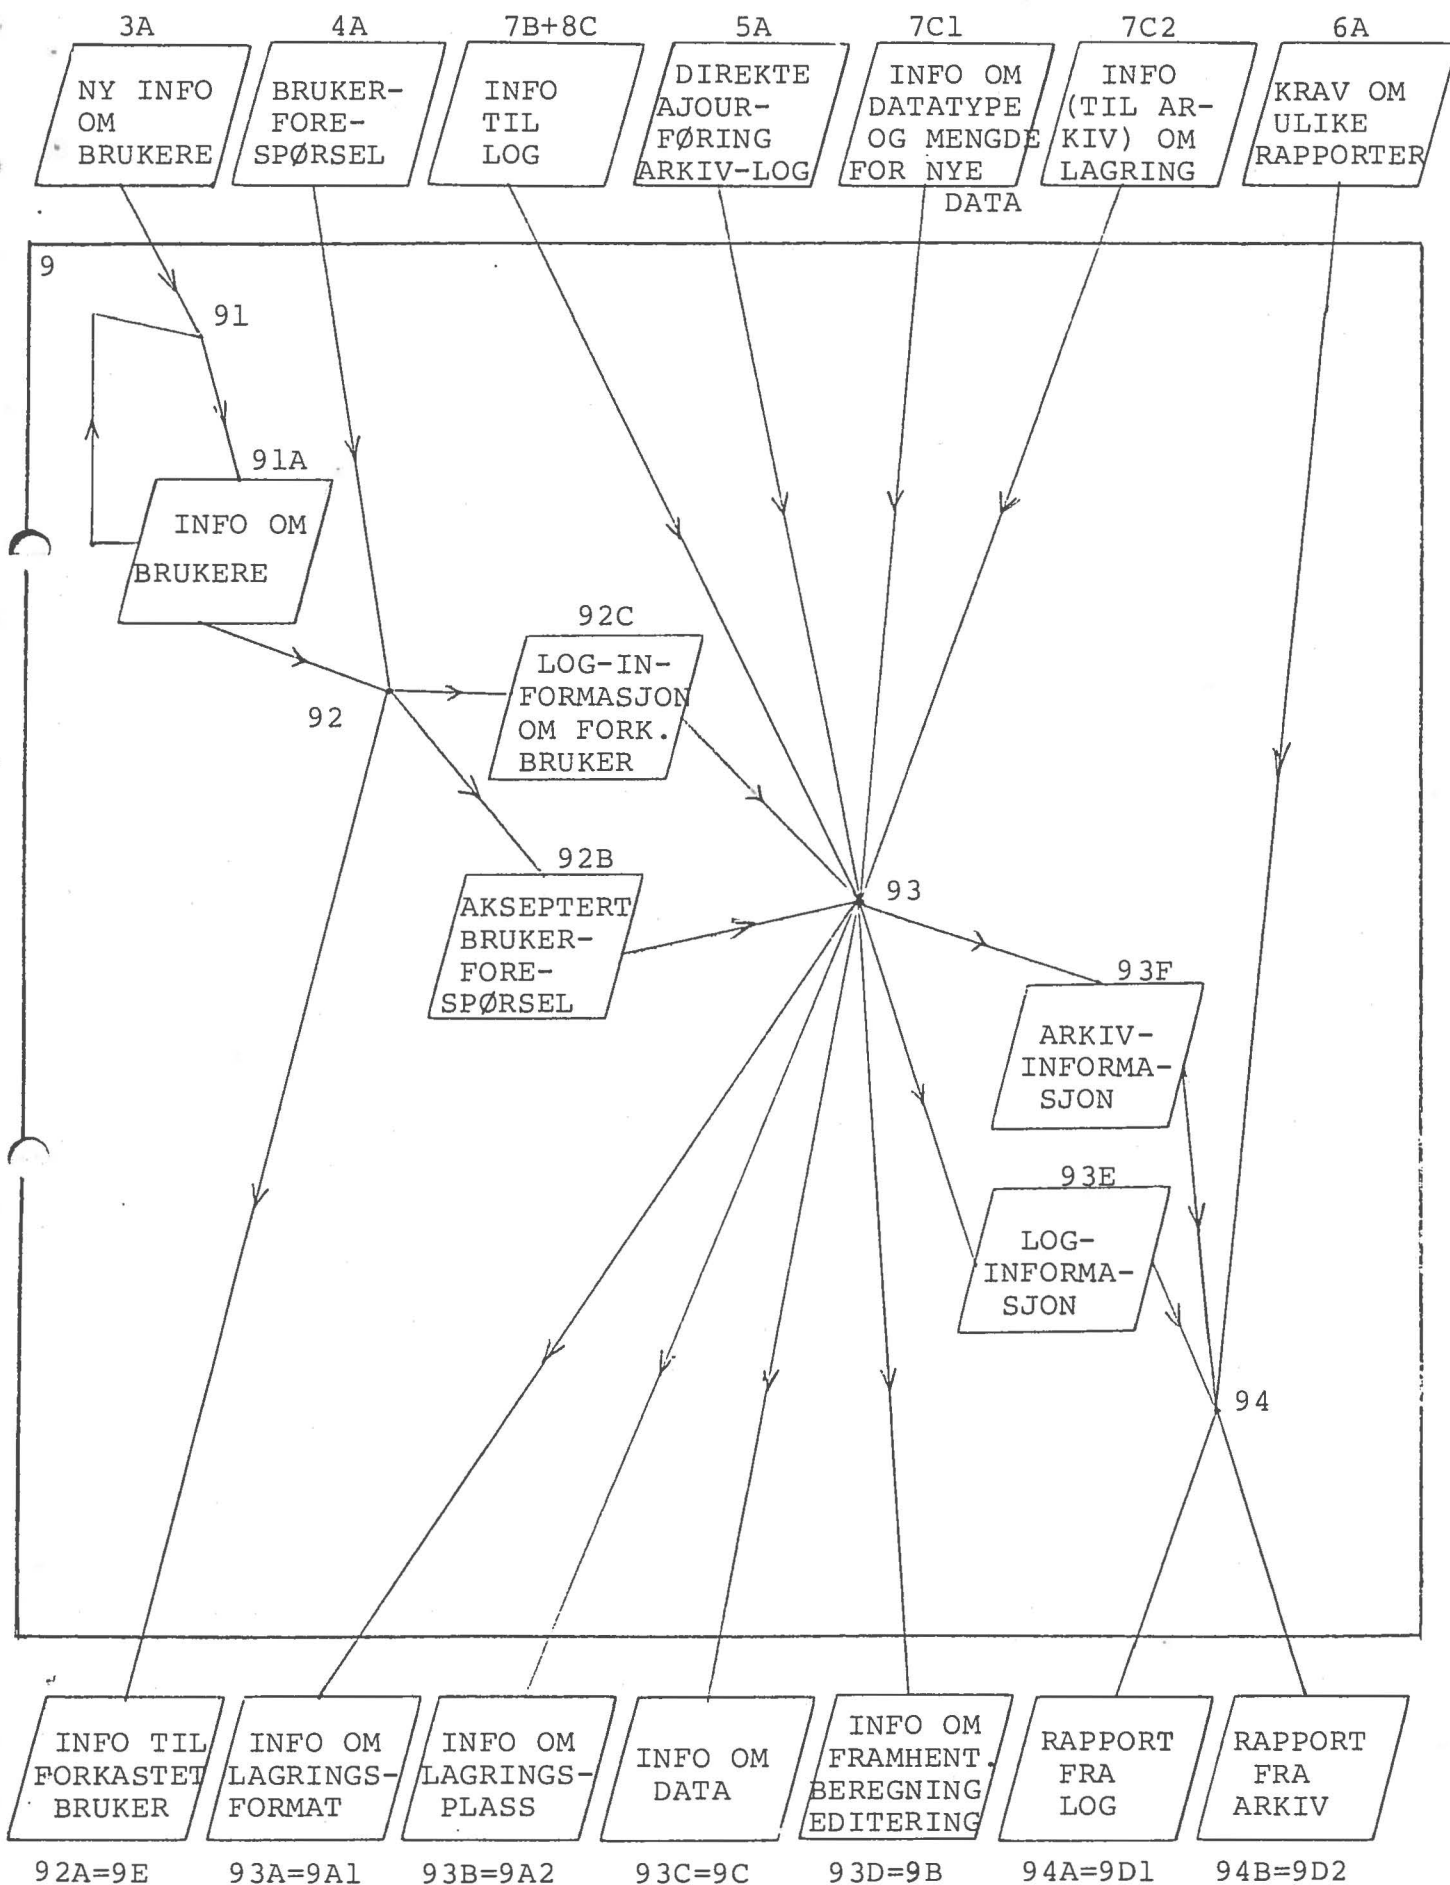 3A
4A
7B+8C
5A
7C1
7C2
6A
NY INFO
OM
BRUKERE
BRUKER-
FORE-
SPØRSEL
INFO
TIL
LOG
DIREKTE
AJOUR-
FØRING
ARKIV-LOG
INFO OM
DATATYPE
OG MENGDE
FOR NYE
DATA
INFO
(TIL AR-
KIV) OM
LAGRING
KRAV OM
ULIKE
RAPPORTER
9
91
91A
INFO OM
BRUKERE
92
92C
LOG-IN-
FORMASJON
OM FORK.
BRUKER
92B
AKSEPTERT
BRUKER-
FORE-
SPØRSEL
93
93F
ARKIV-
INFORMA-
SJON
93E
LOG-
INFORMA-
SJON
94
INFO TIL
FORKASTET
BRUKER
INFO OM
LAGRINGS-
FORMAT
INFO OM
LAGRINGS-
PLASS
INFO OM
DATA
INFO OM
FRAMHENT.
BEREGNING
EDITERING
RAPPORT
FRA
LOG
RAPPORT
FRA
ARKIV
92A=9E
93A=9A1
93B=9A2
93C=9C
93D=9B
94A=9D1
94B=9D2